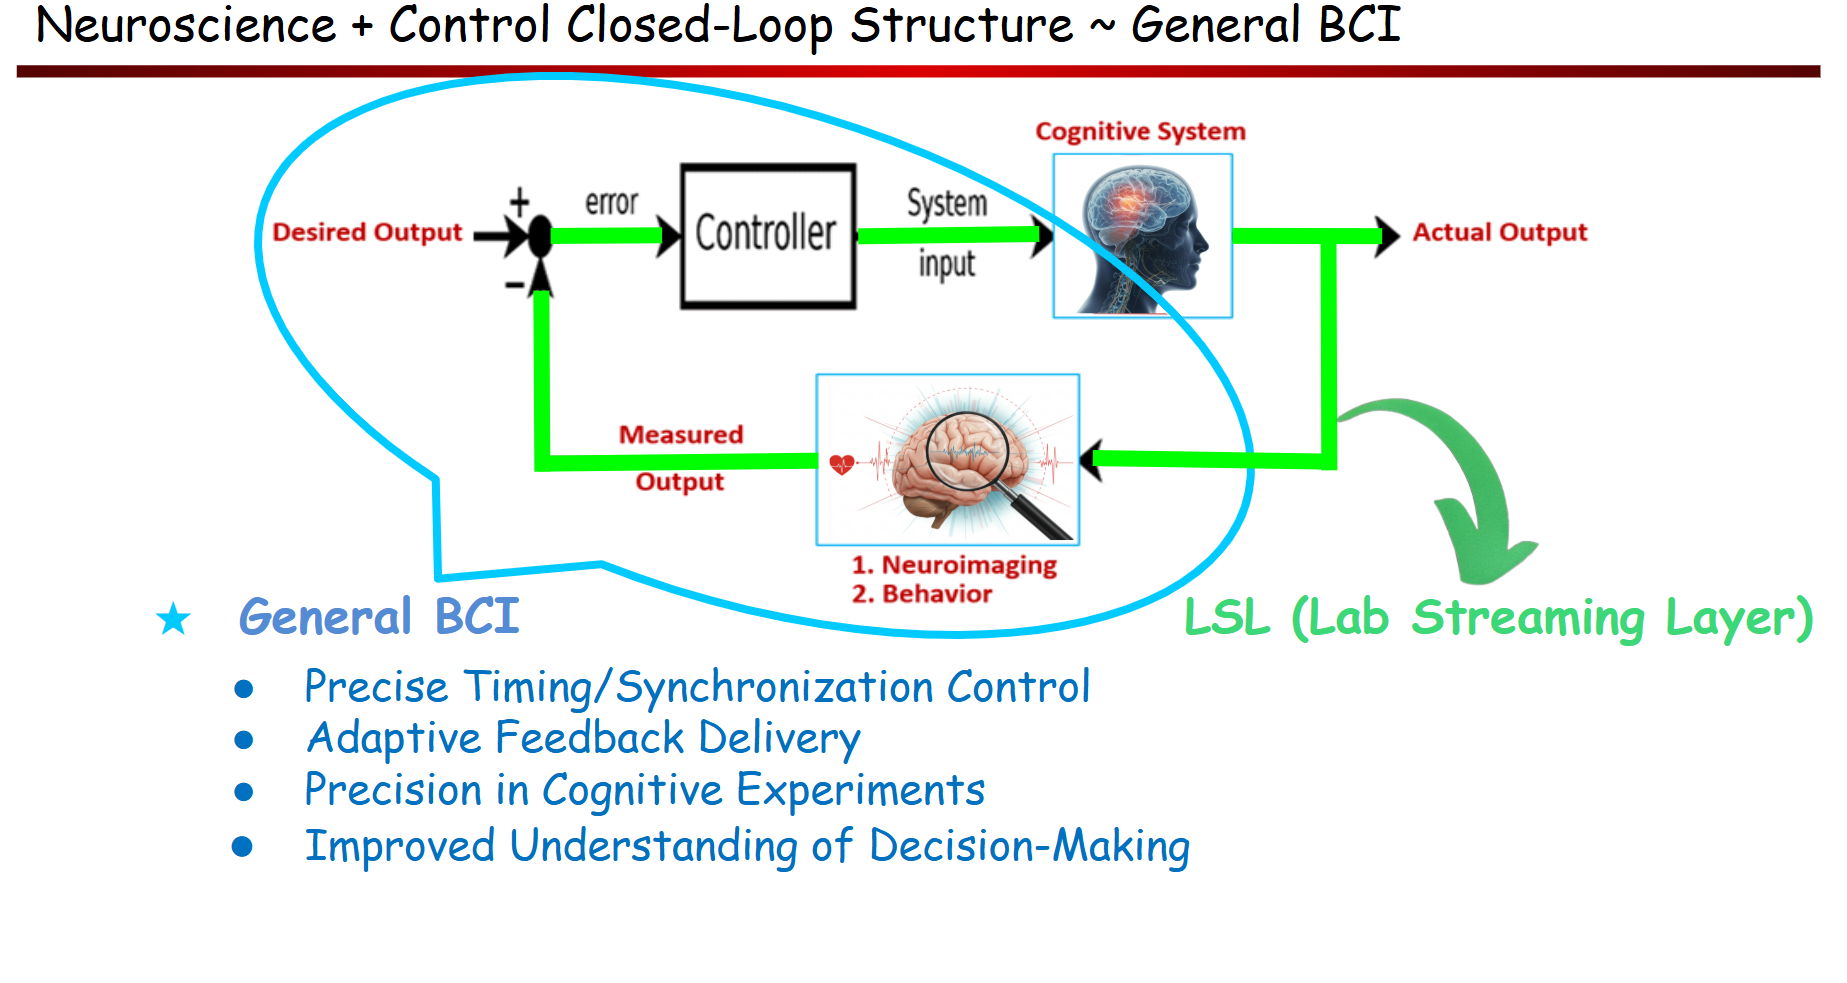 Neuroscience + Control Closed-Loop Structure ~ General BCI
Cognitive System
Desired Output
+
−
error
Controller
System
input
Actual Output
Measured
Output
1. Neuroimaging
2. Behavior
★ General BCI
LSL (Lab Streaming Layer)
● Precise Timing/Synchronization Control
● Adaptive Feedback Delivery
● Precision in Cognitive Experiments
● Improved Understanding of Decision-Making